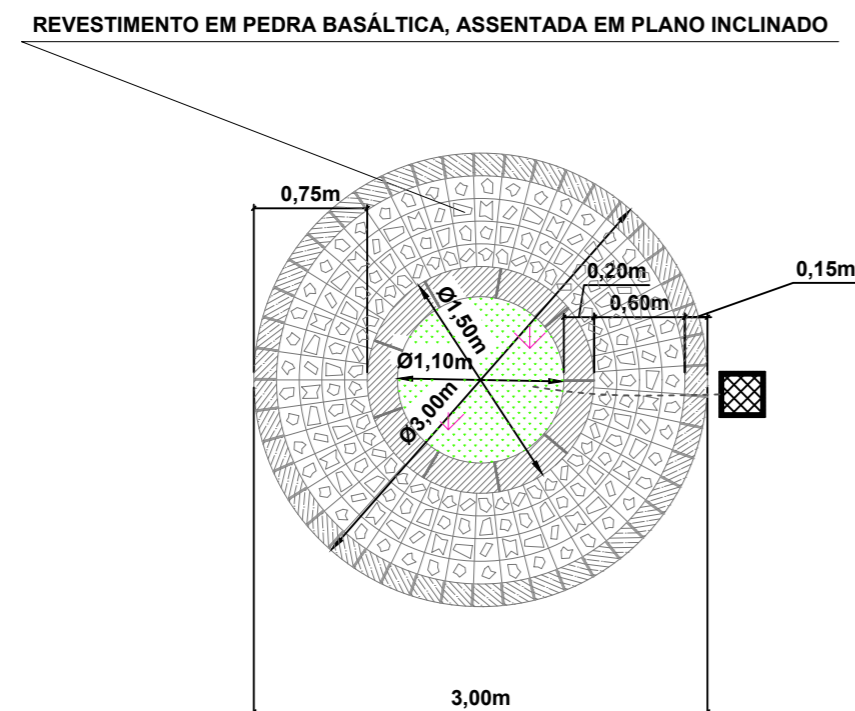 REVESTIMENTO EM PEDRA BASÁLTICA, ASSENTADA EM PLANO INCLINADO
0,75m
0,20m
0,15m
0,60m
Ø1,50m
Ø1,10m
Ø3,00m
3,00m